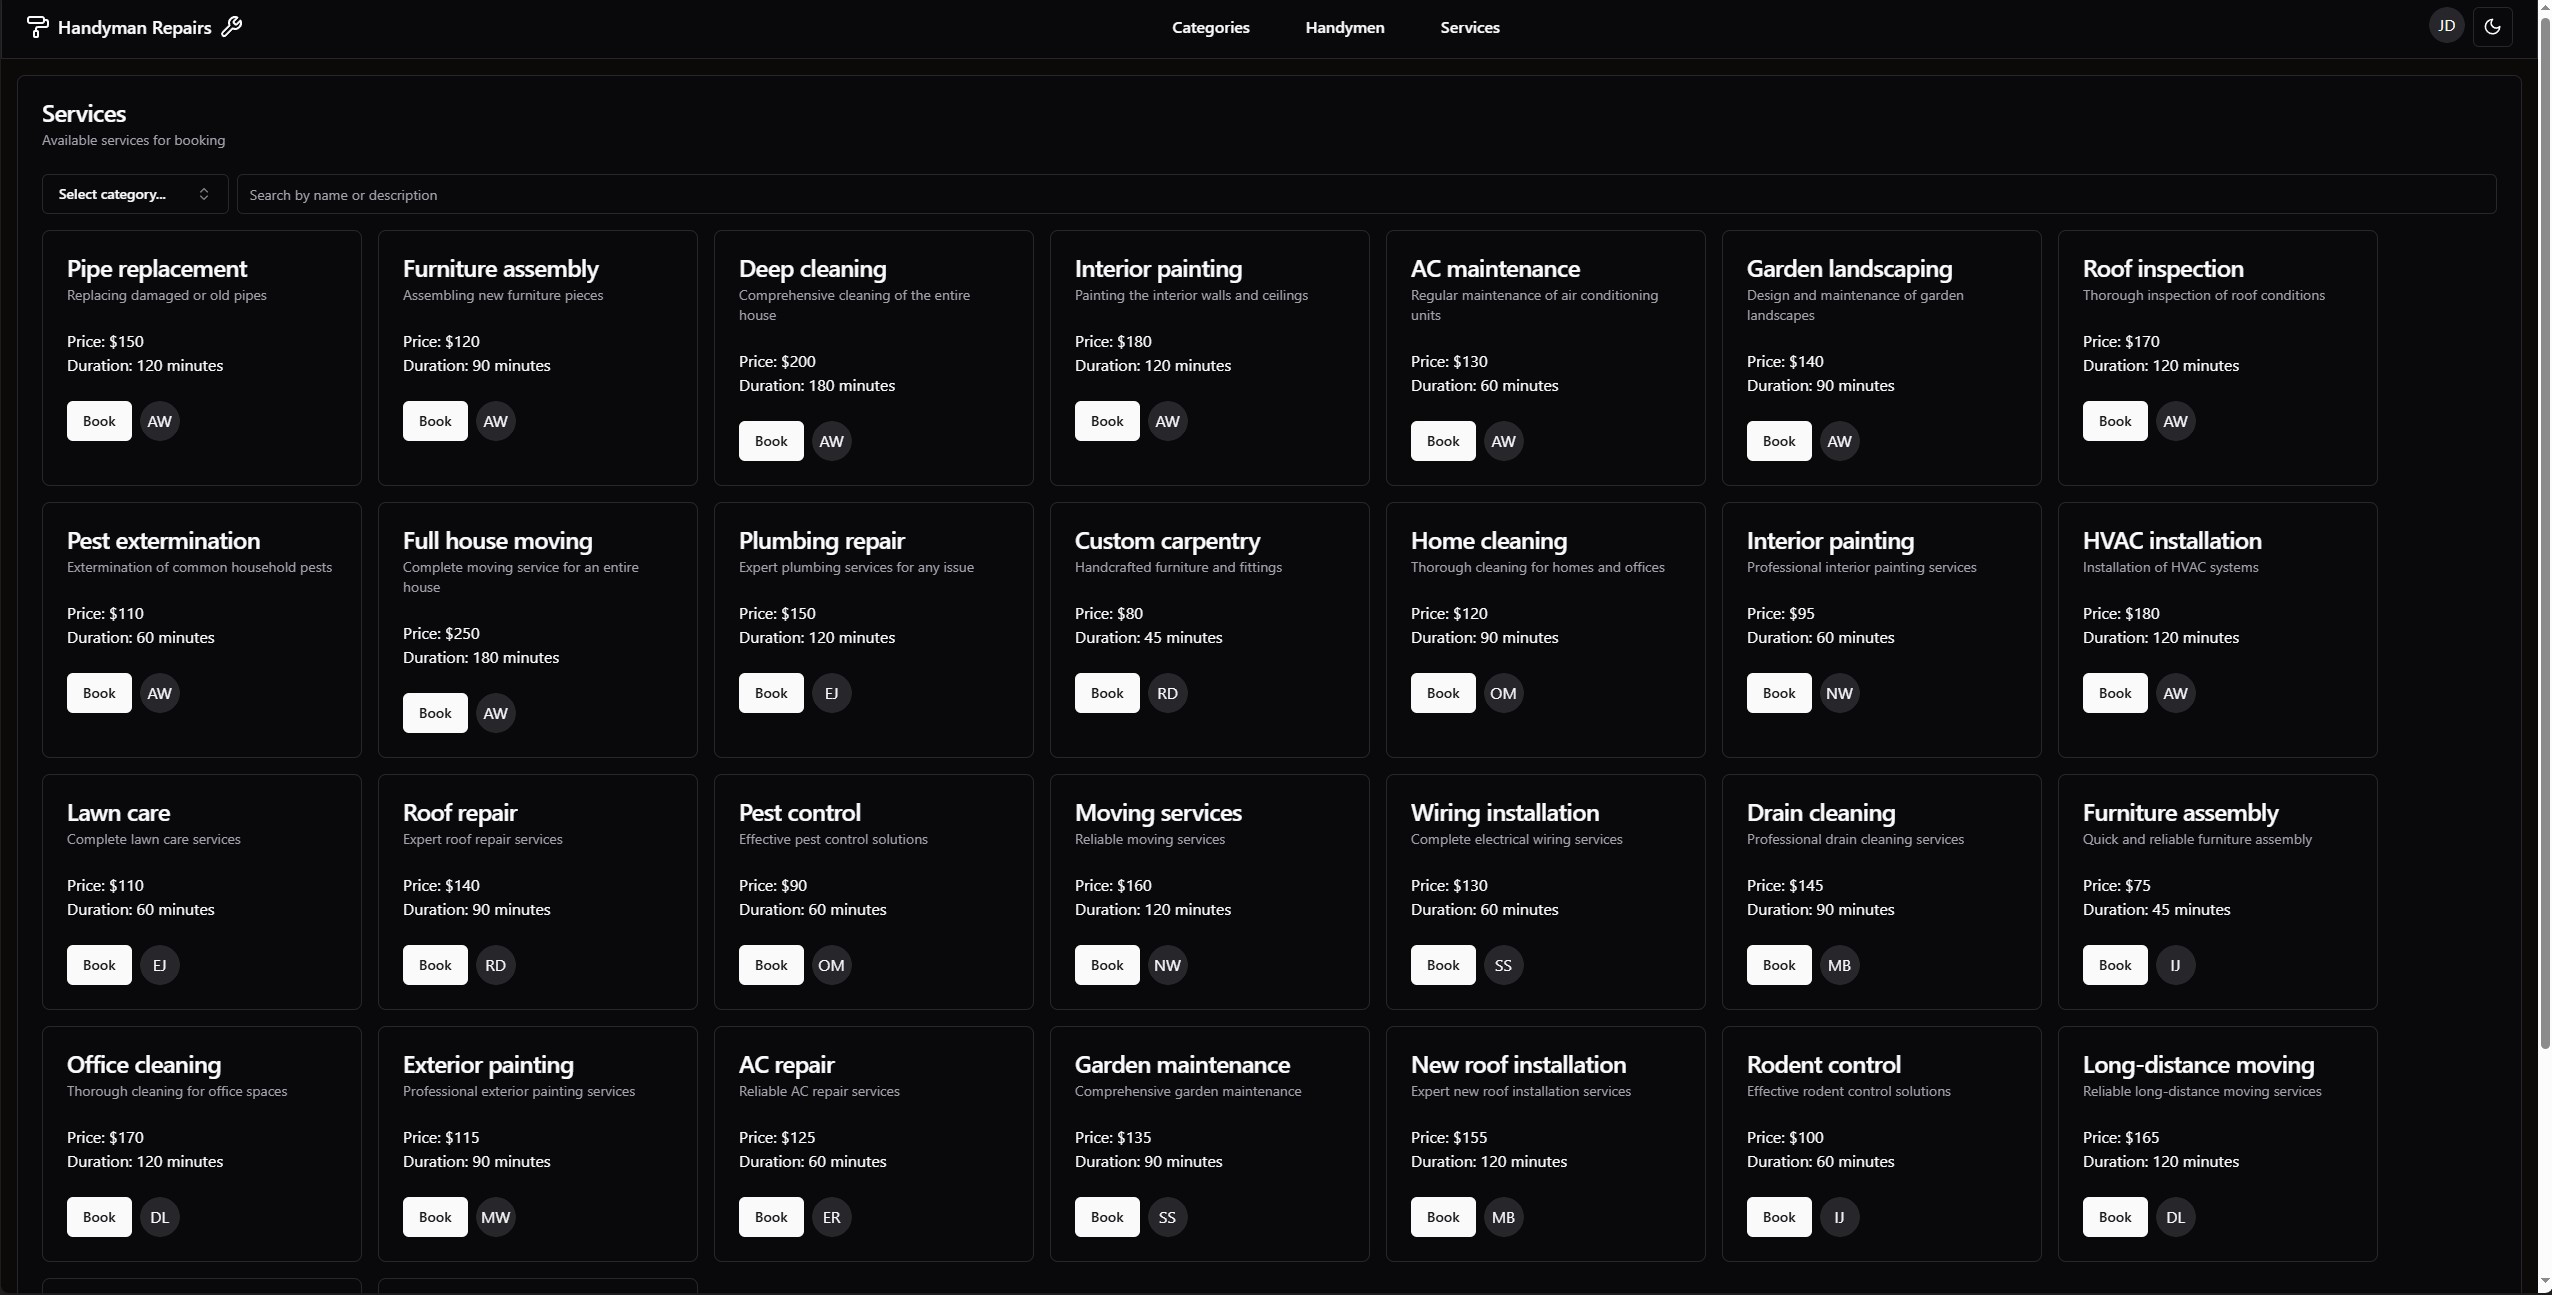 Handyman Repairs
Categories
Handymen
Services
JD
Services
Available services for booking
Select category...
Search by name or description
Pipe replacement
Replacing damaged or old pipes
Price: $150
Duration: 120 minutes
Book
AW
Furniture assembly
Assembling new furniture pieces
Price: $120
Duration: 90 minutes
Book
AW
Deep cleaning
Comprehensive cleaning of the entire
house
Price: $200
Duration: 180 minutes
Book
AW
Interior painting
Painting the interior walls and ceilings
Price: $180
Duration: 120 minutes
Book
AW
AC maintenance
Regular maintenance of air conditioning
units
Price: $130
Duration: 60 minutes
Book
AW
Garden landscaping
Design and maintenance of garden
landscapes
Price: $140
Duration: 90 minutes
Book
AW
Roof inspection
Thorough inspection of roof conditions
Price: $170
Duration: 120 minutes
Book
AW
Pest extermination
Extermination of common household pests
Price: $110
Duration: 60 minutes
Book
AW
Full house moving
Complete moving service for an entire
house
Price: $250
Duration: 180 minutes
Book
AW
Plumbing repair
Expert plumbing services for any issue
Price: $150
Duration: 120 minutes
Book
EJ
Custom carpentry
Handcrafted furniture and fittings
Price: $80
Duration: 45 minutes
Book
RD
Home cleaning
Thorough cleaning for homes and offices
Price: $120
Duration: 90 minutes
Book
OM
Interior painting
Professional interior painting services
Price: $95
Duration: 60 minutes
Book
NW
HVAC installation
Installation of HVAC systems
Price: $180
Duration: 120 minutes
Book
AW
Lawn care
Complete lawn care services
Price: $110
Duration: 60 minutes
Book
EJ
Roof repair
Expert roof repair services
Price: $140
Duration: 90 minutes
Book
RD
Pest control
Effective pest control solutions
Price: $90
Duration: 60 minutes
Book
OM
Moving services
Reliable moving services
Price: $160
Duration: 120 minutes
Book
NW
Wiring installation
Complete electrical wiring services
Price: $130
Duration: 60 minutes
Book
SS
Drain cleaning
Professional drain cleaning services
Price: $145
Duration: 90 minutes
Book
MB
Furniture assembly
Quick and reliable furniture assembly
Price: $75
Duration: 45 minutes
Book
IJ
Office cleaning
Thorough cleaning for office spaces
Price: $170
Duration: 120 minutes
Book
DL
Exterior painting
Professional exterior painting services
Price: $115
Duration: 90 minutes
Book
MW
AC repair
Reliable AC repair services
Price: $125
Duration: 60 minutes
Book
ER
Garden maintenance
Comprehensive garden maintenance
Price: $135
Duration: 90 minutes
Book
SS
New roof installation
Expert new roof installation services
Price: $155
Duration: 120 minutes
Book
MB
Rodent control
Effective rodent control solutions
Price: $100
Duration: 60 minutes
Book
IJ
Long-distance moving
Reliable long-distance moving services
Price: $165
Duration: 120 minutes
Book
DL